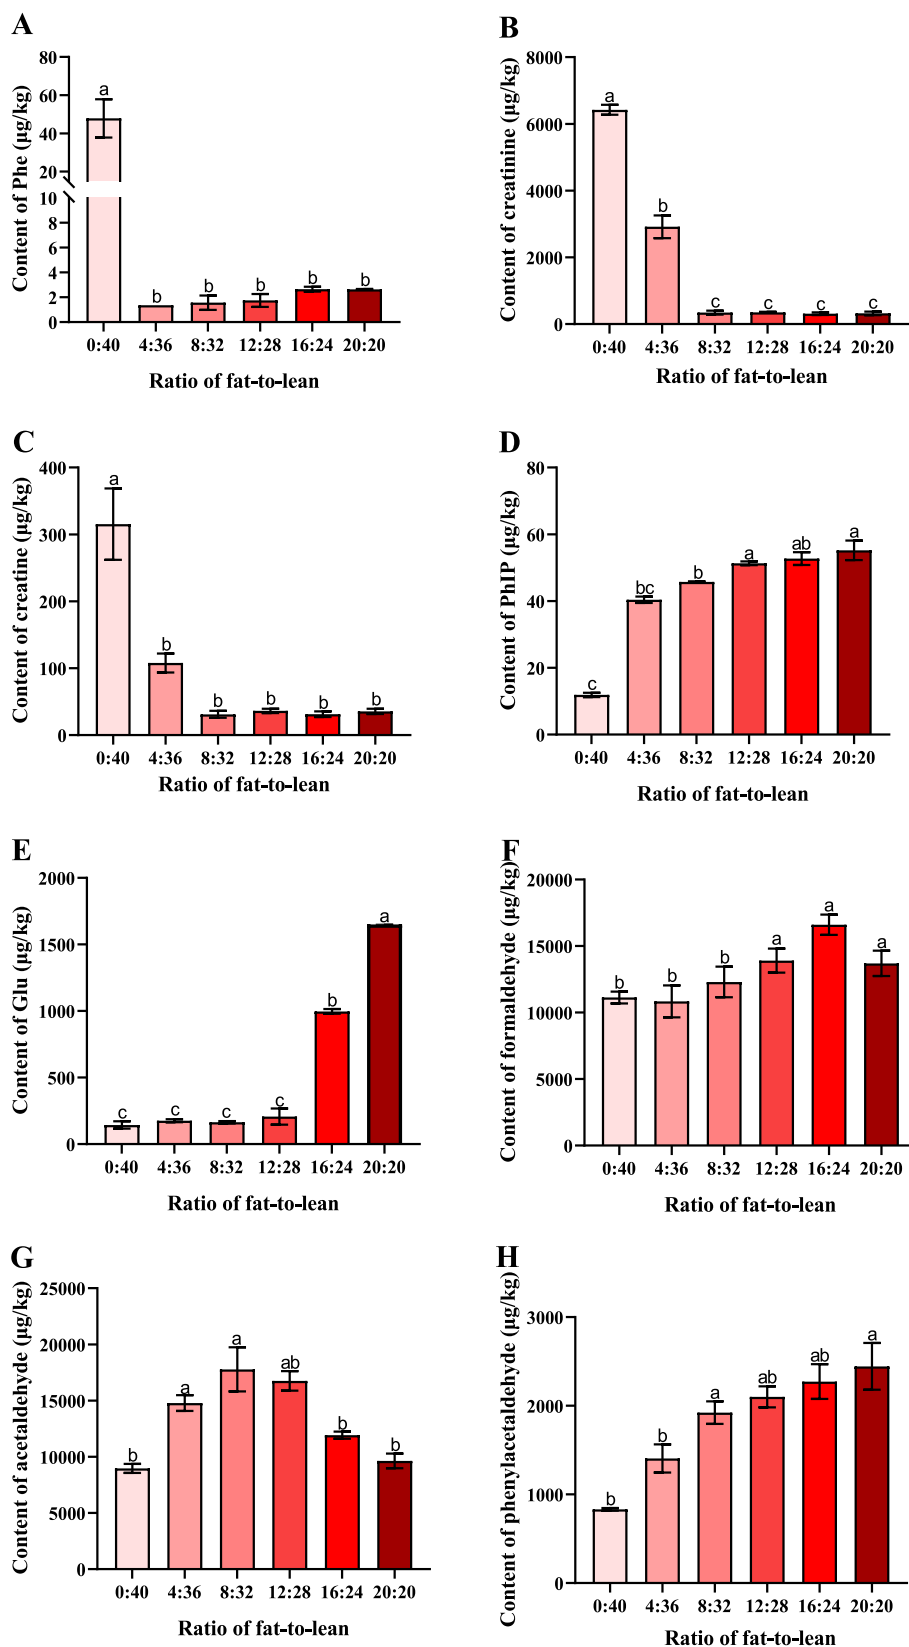 A
Content of Phe (µg/kg)
80
60
40
20
10
8
6
4
2
0
a
b
b
b
b
b
0:40 4:36 8:32 12:28 16:24 20:20
Ratio of fat-to-lean
B
Content of creatinine (µg/kg)
8000
6000
4000
2000
0
a
b
c
c
c
c
0:40 4:36 8:32 12:28 16:24 20:20
Ratio of fat-to-lean
C
Content of creatine (µg/kg)
400
300
200
100
0
a
b
b
b
b
b
0:40 4:36 8:32 12:28 16:24 20:20
Ratio of fat-to-lean
D
Content of PhIP (µg/kg)
80
60
40
20
0
c
bc
b
a
ab
a
0:40 4:36 8:32 12:28 16:24 20:20
Ratio of fat-to-lean
E
Content of Glu (µg/kg)
2000
1500
1000
500
0
c
c
c
c
b
a
0:40 4:36 8:32 12:28 16:24 20:20
Ratio of fat-to-lean
F
Content of formaldehyde (µg/kg)
20000
15000
10000
5000
0
b
b
b
a
a
a
0:40 4:36 8:32 12:28 16:24 20:20
Ratio of fat-to-lean
G
Content of acetaldehyde (µg/kg)
25000
20000
15000
10000
5000
0
b
a
a
ab
b
b
0:40 4:36 8:32 12:28 16:24 20:20
Ratio of fat-to-lean
H
Content of phenylacetaldehyde (µg/kg)
3000
2000
1000
0
b
b
a
ab
ab
a
0:40 4:36 8:32 12:28 16:24 20:20
Ratio of fat-to-lean